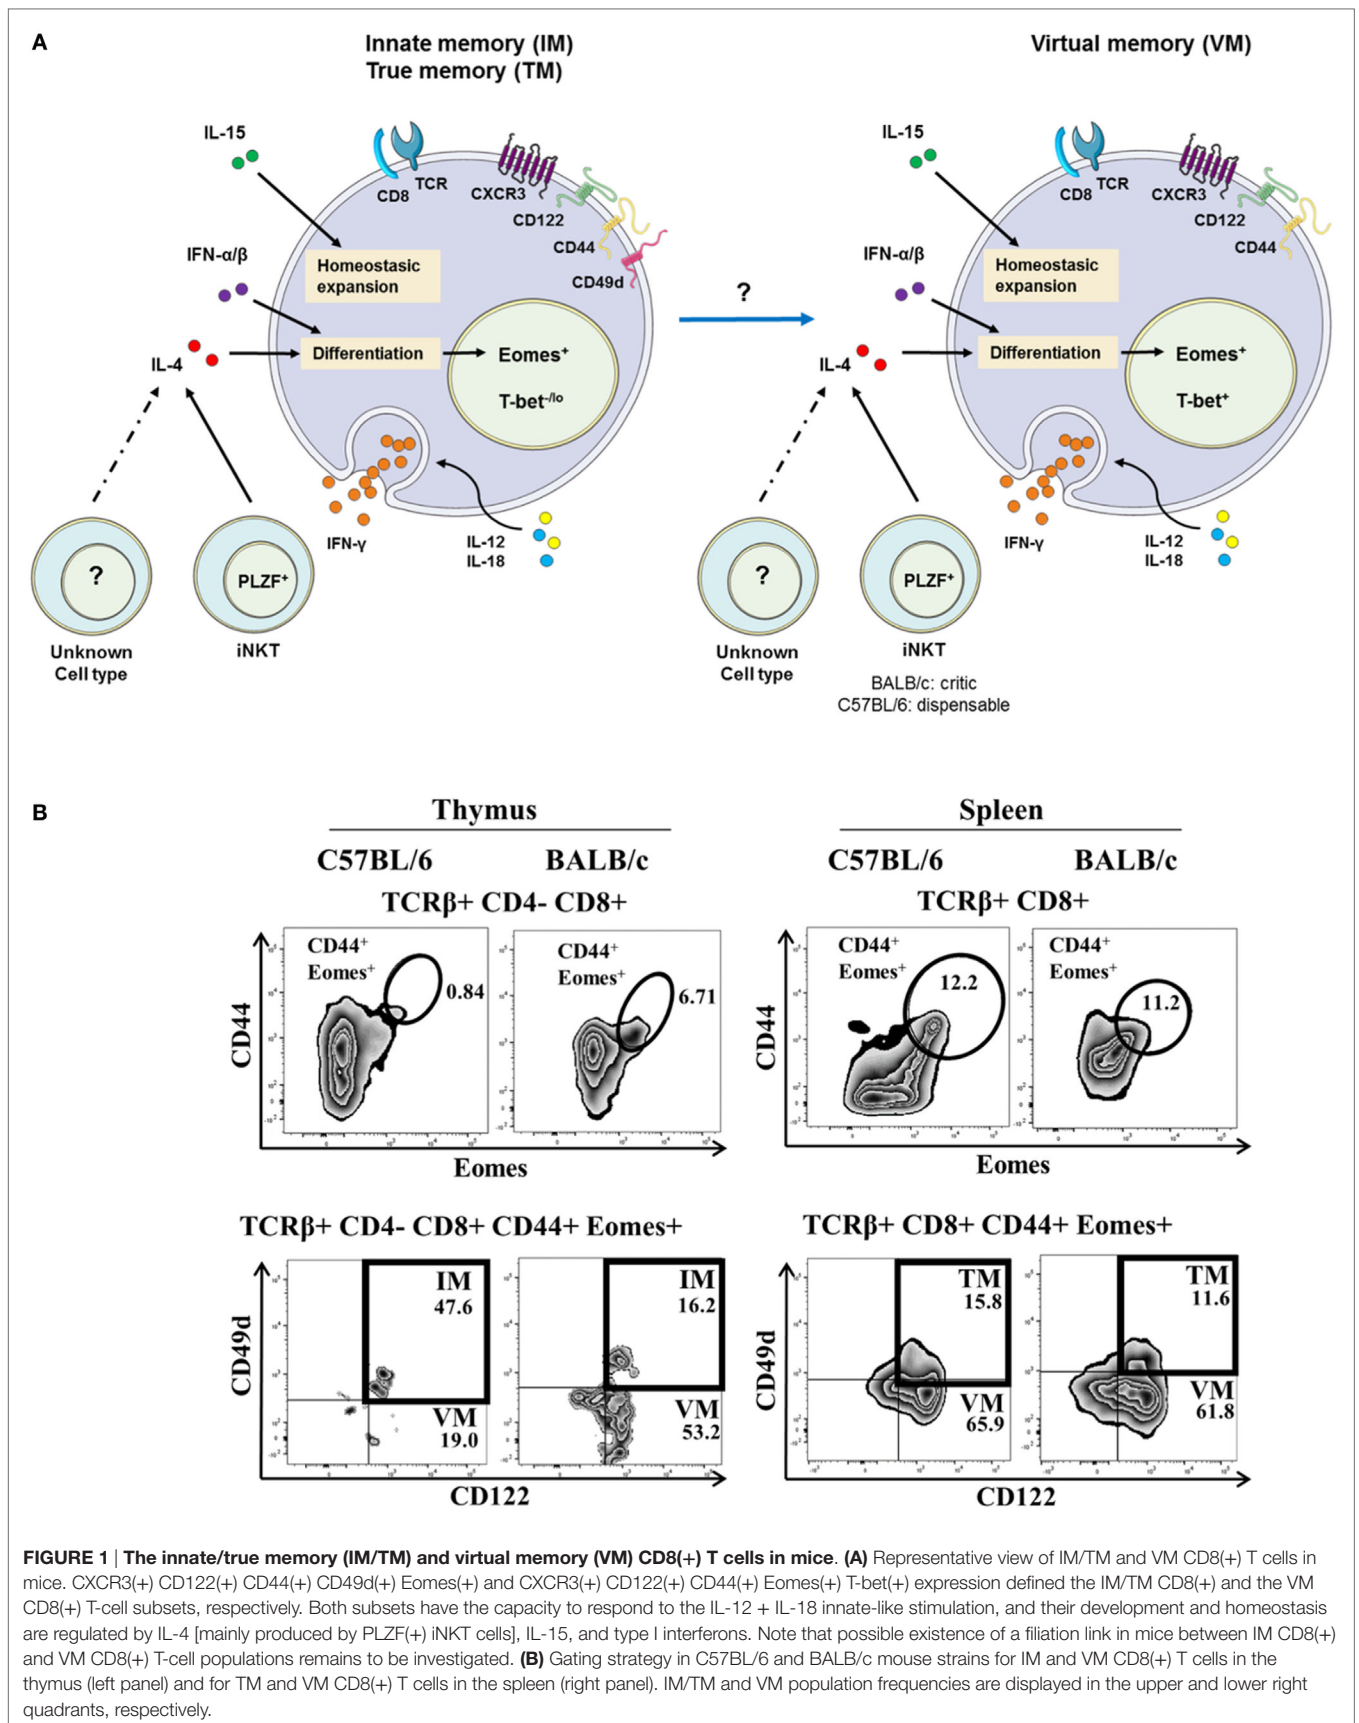 A
Innate memory (IM)
True memory (TM)
Virtual memory (VM)
IL-15
CD8
TCR
CXCR3
CD122
CD44
CD49d
IFN-α/β
Homeostasic
expansion
IL-4
Differentiation
Eomes⁺
T-bet⁻/ˡᵒ
IFN-γ
IL-12
IL-18
?
Unknown
Cell type
PLZF⁺
iNKT
?
IL-15
CD8
TCR
CXCR3
CD122
CD44
IFN-α/β
Homeostasic
expansion
IL-4
Differentiation
Eomes⁺
T-bet⁺
IFN-γ
IL-12
IL-18
?
Unknown
Cell type
PLZF⁺
iNKT
BALB/c: critic
C57BL/6: dispensable
B
Thymus
Spleen
C57BL/6
BALB/c
C57BL/6
BALB/c
TCRβ+ CD4- CD8+
TCRβ+ CD8+
CD44
CD44⁺
Eomes⁺
0.84
CD44⁺
Eomes⁺
6.71
Eomes
CD44
CD44⁺
Eomes⁺
12.2
CD44⁺
Eomes⁺
11.2
Eomes
TCRβ+ CD4- CD8+ CD44+ Eomes+
TCRβ+ CD8+ CD44+ Eomes+
CD49d
IM
47.6
VM
19.0
IM
16.2
VM
53.2
CD122
CD49d
TM
15.8
VM
65.9
TM
11.6
VM
61.8
CD122
FIGURE 1 | The innate/true memory (IM/TM) and virtual memory (VM) CD8(+) T cells in mice. (A) Representative view of IM/TM and VM CD8(+) T cells in
mice. CXCR3(+) CD122(+) CD44(+) CD49d(+) Eomes(+) and CXCR3(+) CD122(+) CD44(+) Eomes(+) T-bet(+) expression defined the IM/TM CD8(+) and the VM
CD8(+) T-cell subsets, respectively. Both subsets have the capacity to respond to the IL-12 + IL-18 innate-like stimulation, and their development and homeostasis
are regulated by IL-4 [mainly produced by PLZF(+) iNKT cells], IL-15, and type I interferons. Note that possible existence of a filiation link in mice between IM CD8(+)
and VM CD8(+) T-cell populations remains to be investigated. (B) Gating strategy in C57BL/6 and BALB/c mouse strains for IM and VM CD8(+) T cells in the
thymus (left panel) and for TM and VM CD8(+) T cells in the spleen (right panel). IM/TM and VM population frequencies are displayed in the upper and lower right
quadrants, respectively.